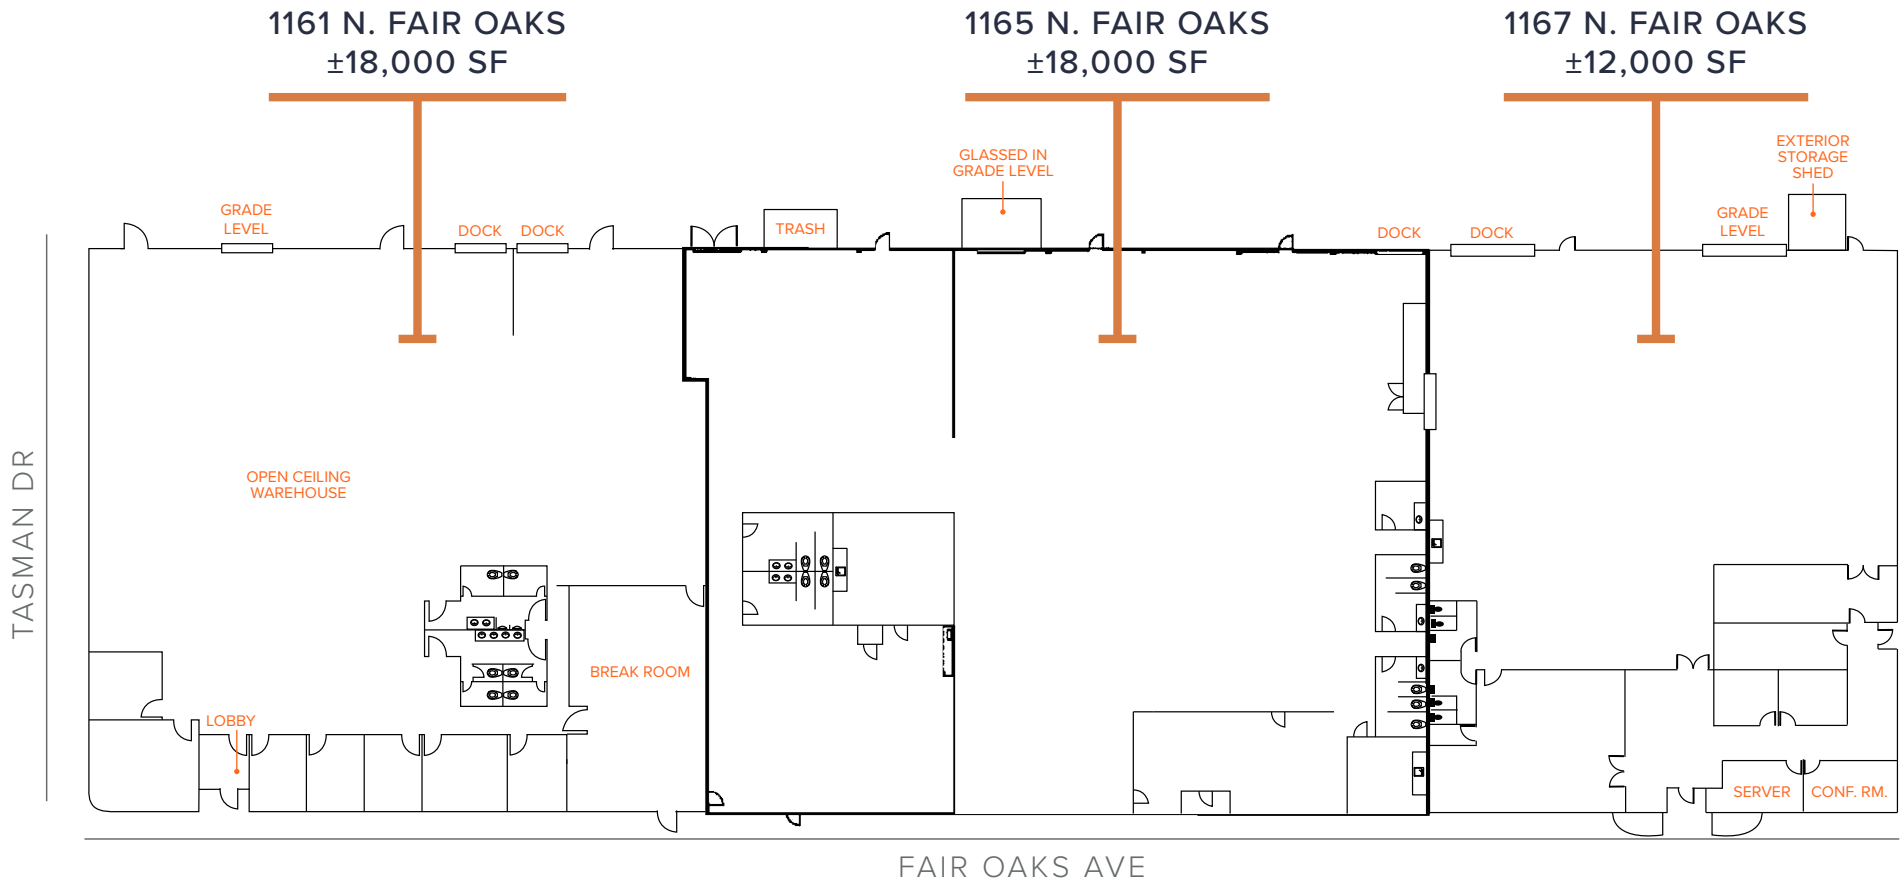 1161 N. FAIR OAKS
±18,000 SF
1165 N. FAIR OAKS
±18,000 SF
1167 N. FAIR OAKS
±12,000 SF
GLASSED IN
GRADE LEVEL
EXTERIOR
STORAGE
SHED
GRADE
LEVEL
DOCK
DOCK
TRASH
DOCK
DOCK
GRADE
LEVEL
TASMAN DR
OPEN CEILING
WAREHOUSE
BREAK ROOM
LOBBY
SERVER
CONF. RM.
FAIR OAKS AVE